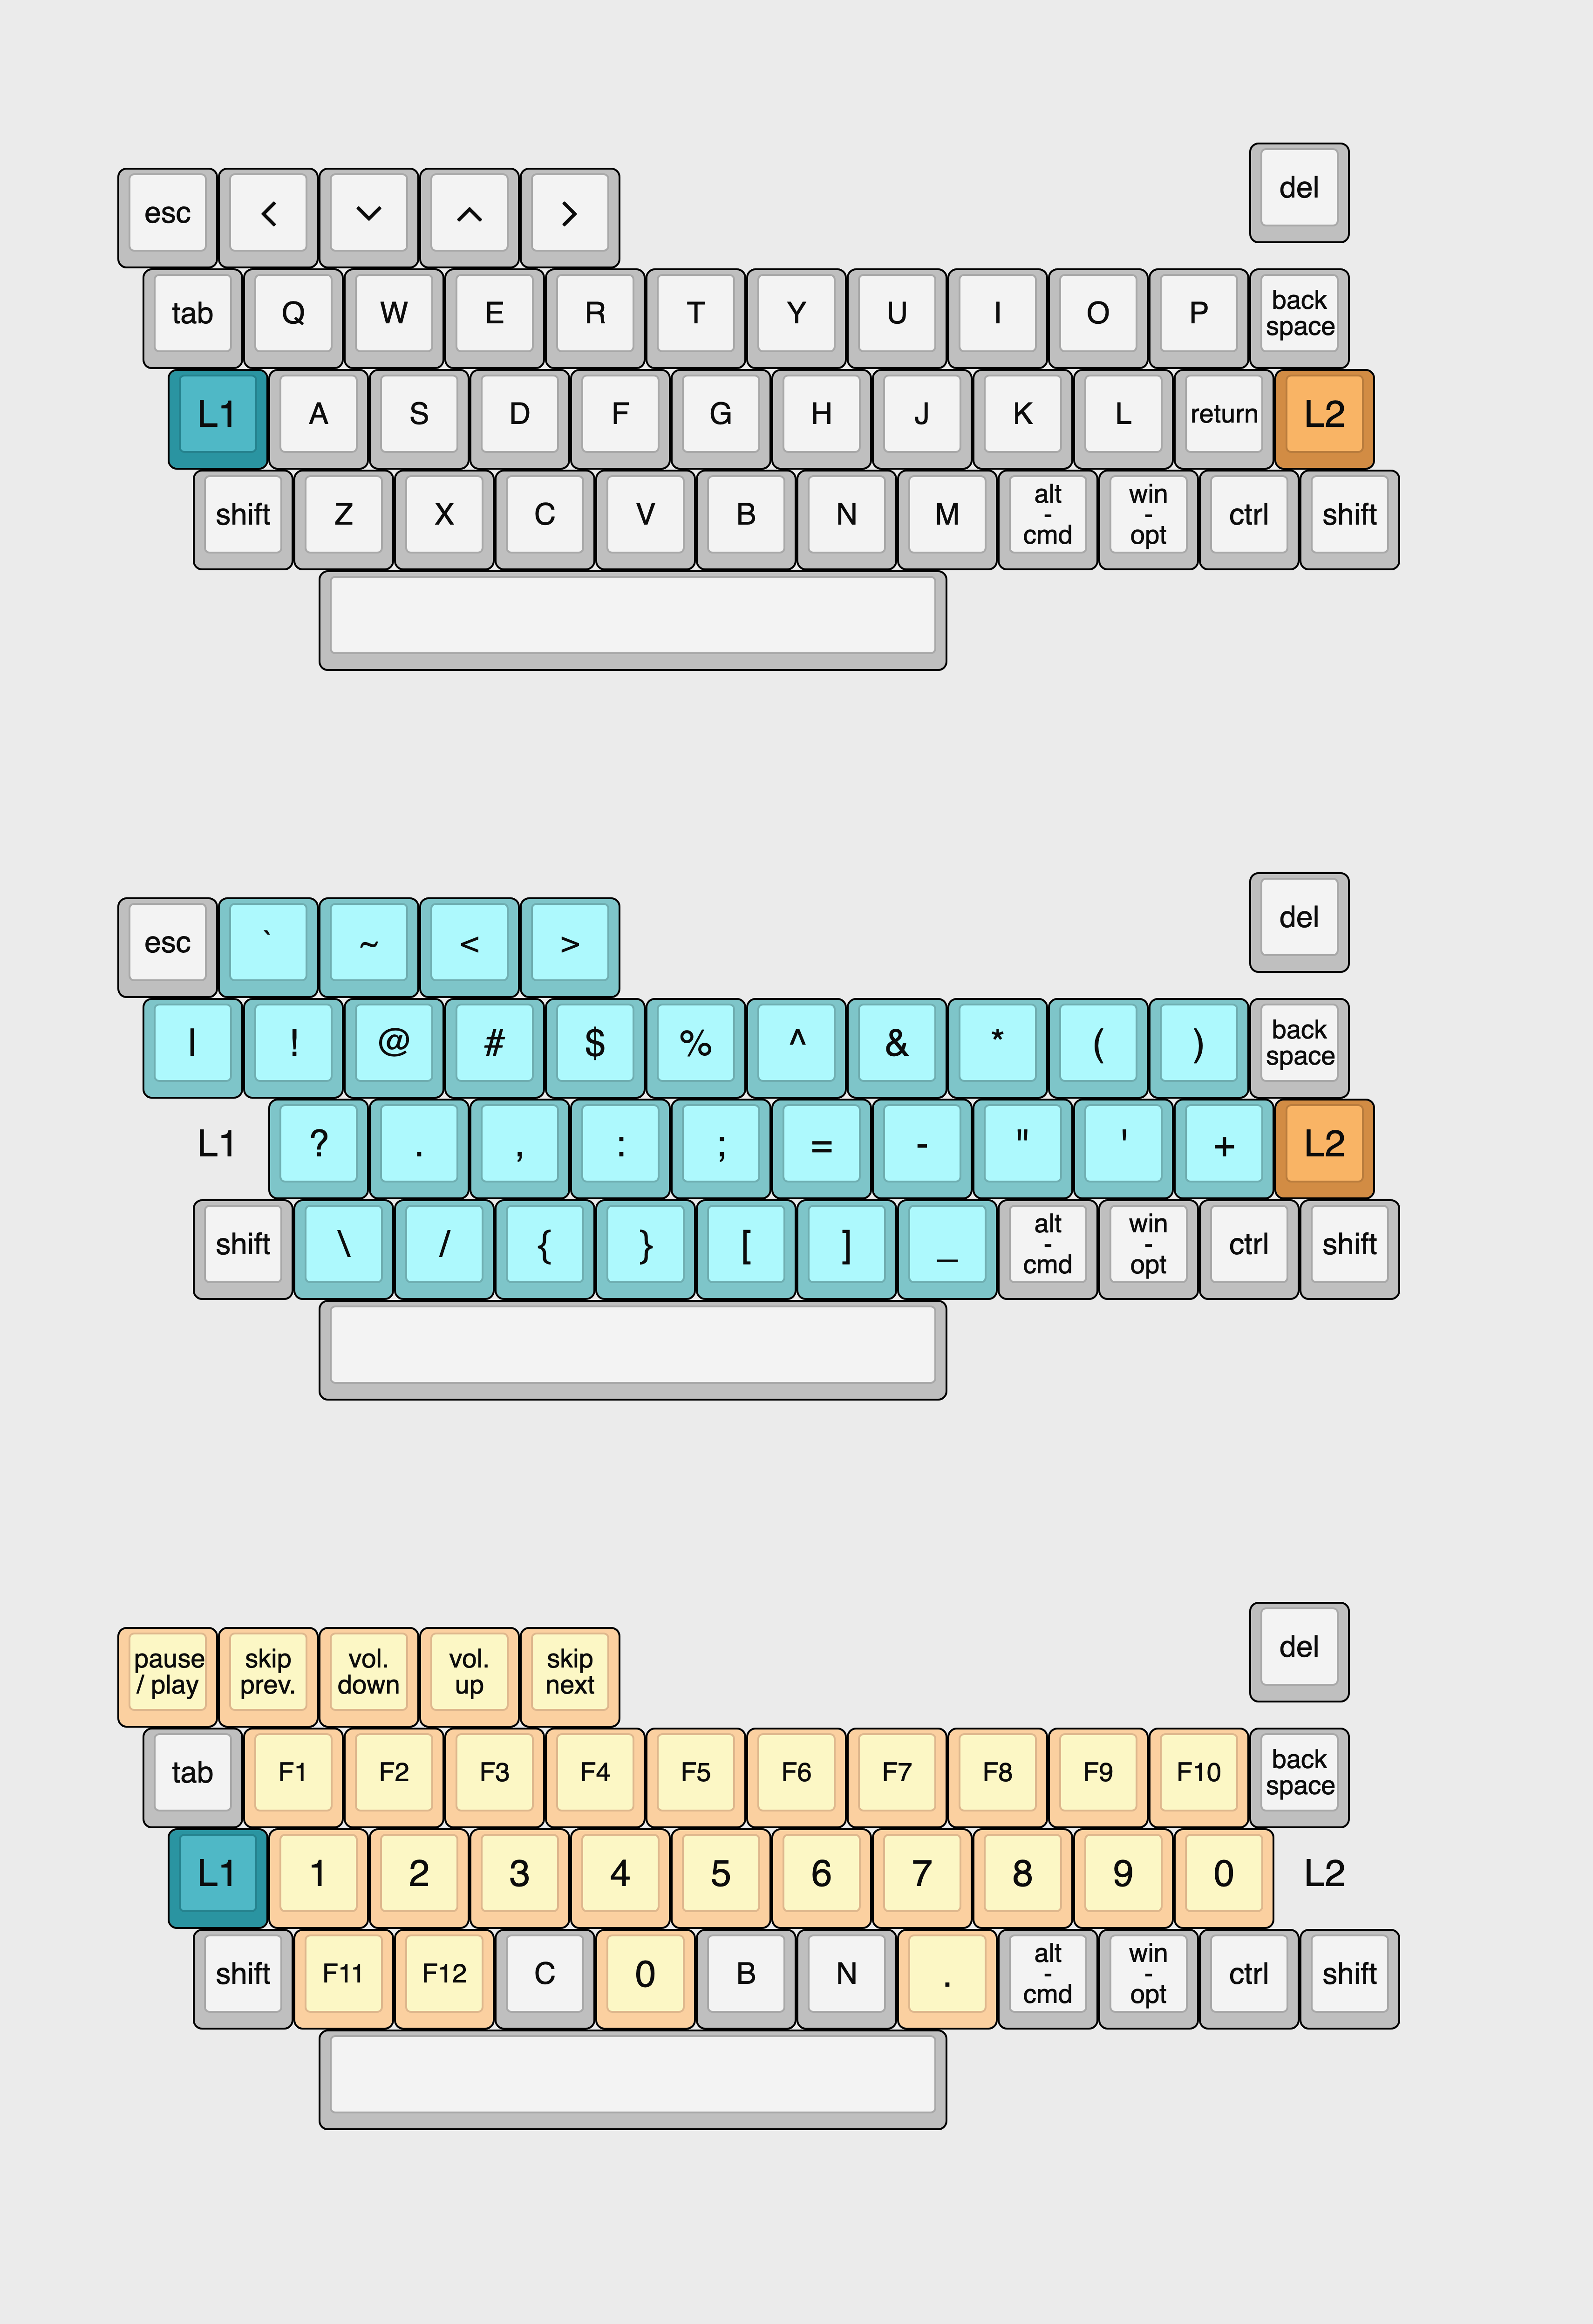 del
esc < ∨ ∧ >
tab Q W E R T Y U I O P back space
L1 A S D F G H J K L return L2
shift Z X C V B N M alt - cmd win - opt ctrl shift
del
esc ` ~ < >
| ! @ # $ % ^ & * ( ) back space
L1 ? . , : ; = - " ' + L2
shift \ / { } [ ] _ alt - cmd win - opt ctrl shift
del
pause / play skip prev. vol. down vol. up skip next
tab F1 F2 F3 F4 F5 F6 F7 F8 F9 F10 back space
L1 1 2 3 4 5 6 7 8 9 0 L2
shift F11 F12 C 0 B N . alt - cmd win - opt ctrl shift